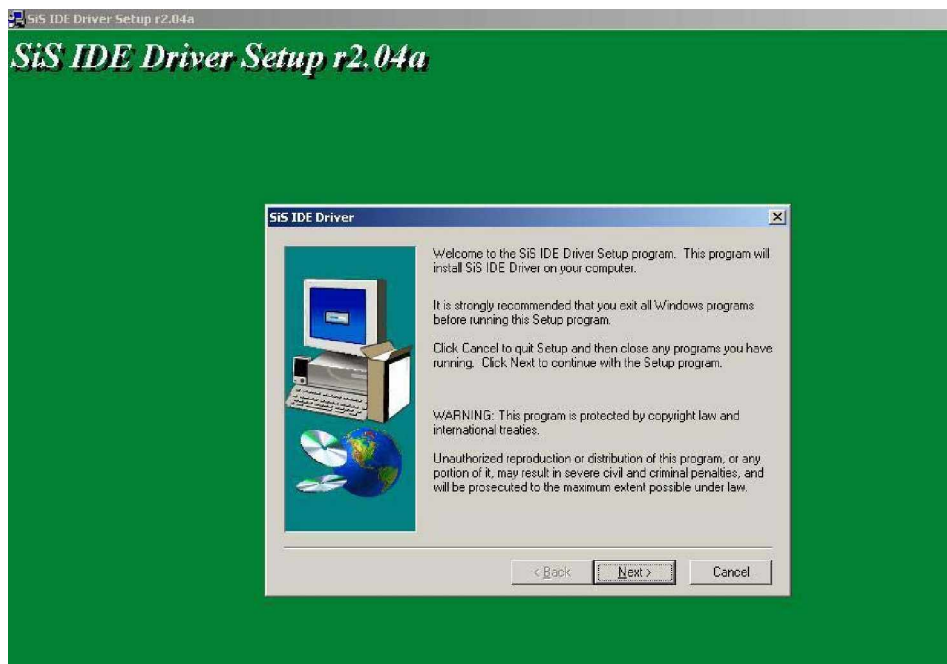 SiS IDE Driver Setup r2.04a
SiS IDE Driver Setup r2.04a
SiS IDE Driver
Welcome to the SiS IDE Driver Setup program. This program will
install SiS IDE Driver on your computer.
It is strongly recommended that you exit all Windows programs
before running this Setup program.
Click Cancel to quit Setup and then close any programs you have
running. Click Next to continue with the Setup program.
WARNING: This program is protected by copyright law and
international treaties.
Unauthorized reproduction or distribution of this program, or any
portion of it, may result in severe civil and criminal penalties, and
will be prosecuted to the maximum extent possible under law.
< Back Next > Cancel